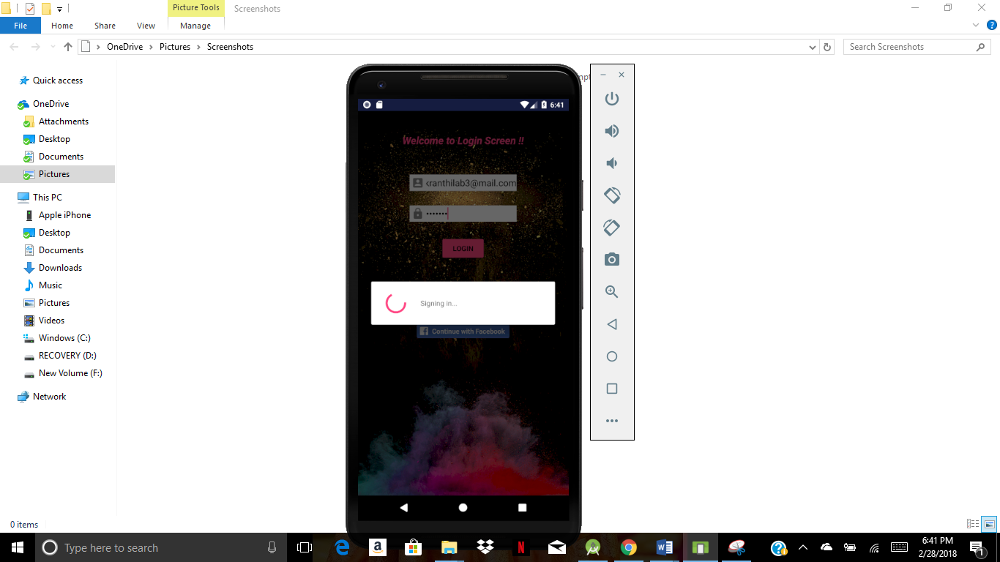 Picture Tools
Screenshots
File
Home
Share
View
Manage
OneDrive
Pictures
Screenshots
Search Screenshots
Quick access
OneDrive
Attachments
Desktop
Documents
Pictures
This PC
Apple iPhone
Desktop
Documents
Downloads
Music
Pictures
Videos
Windows (C:)
RECOVERY (D:)
New Volume (F:)
Network
6:41
Welcome to Login Screen !!
kranthilab3@mail.com
LOGIN
Signing in...
Continue with Facebook
0 items
Type here to search
6:41 PM
2/28/2018
1